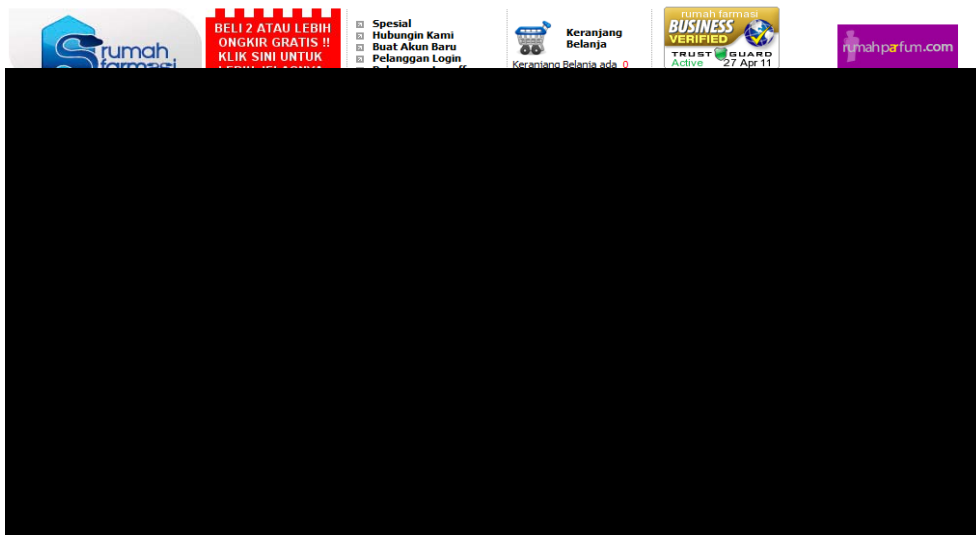 rumah
farmasi
BELI 2 ATAU LEBIH
ONGKIR GRATIS !!
KLIK SINI UNTUK
Spesial
Hubungin Kami
Buat Akun Baru
Pelanggan Login
Keranjang
Belanja
Keranjang Belanja ada 0
rumah farmasi
BUSINESS
VERIFIED
TRUST GUARD
Active 27 Apr 11
rumahparfum.com